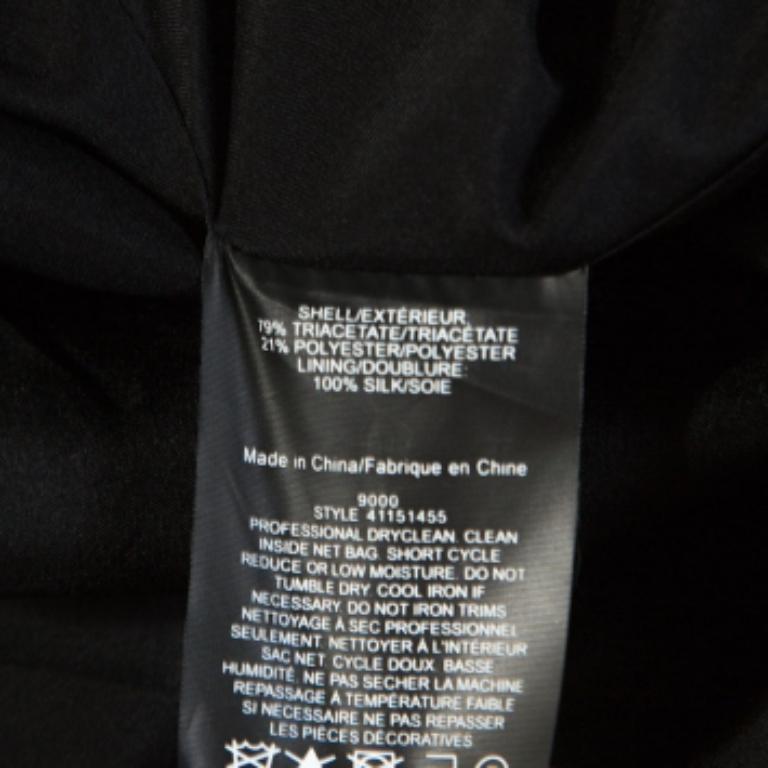 SHELL/EXTÉRIEUR
79% TRIACETATE/TRIACÉTATE
21% POLYESTER/POLYESTER
LINING/DOUBLURE:
100% SILK/SOIE
Made in China/Fabrique en Chine
9000
STYLE 41151455
PROFESSIONAL DRYCLEAN. CLEAN
INSIDE NET BAG. SHORT CYCLE
REDUCE OR LOW MOISTURE. DO NOT
TUMBLE DRY. COOL IRON IF
NECESSARY. DO NOT IRON TRIMS
NETTOYAGE À SEC PROFESSIONNEL
SEULEMENT. NETTOYER À L'INTÉRIEUR
SAC NET. CYCLE DOUX. BASSE
HUMIDITÉ. NE PAS SECHER LA MACHINE
REPASSAGE À TEMPÉRATURE FAIBLE
SI NECESSAIRE NE PAS REPASSER
LES PIÈCES DÉCORATIVES